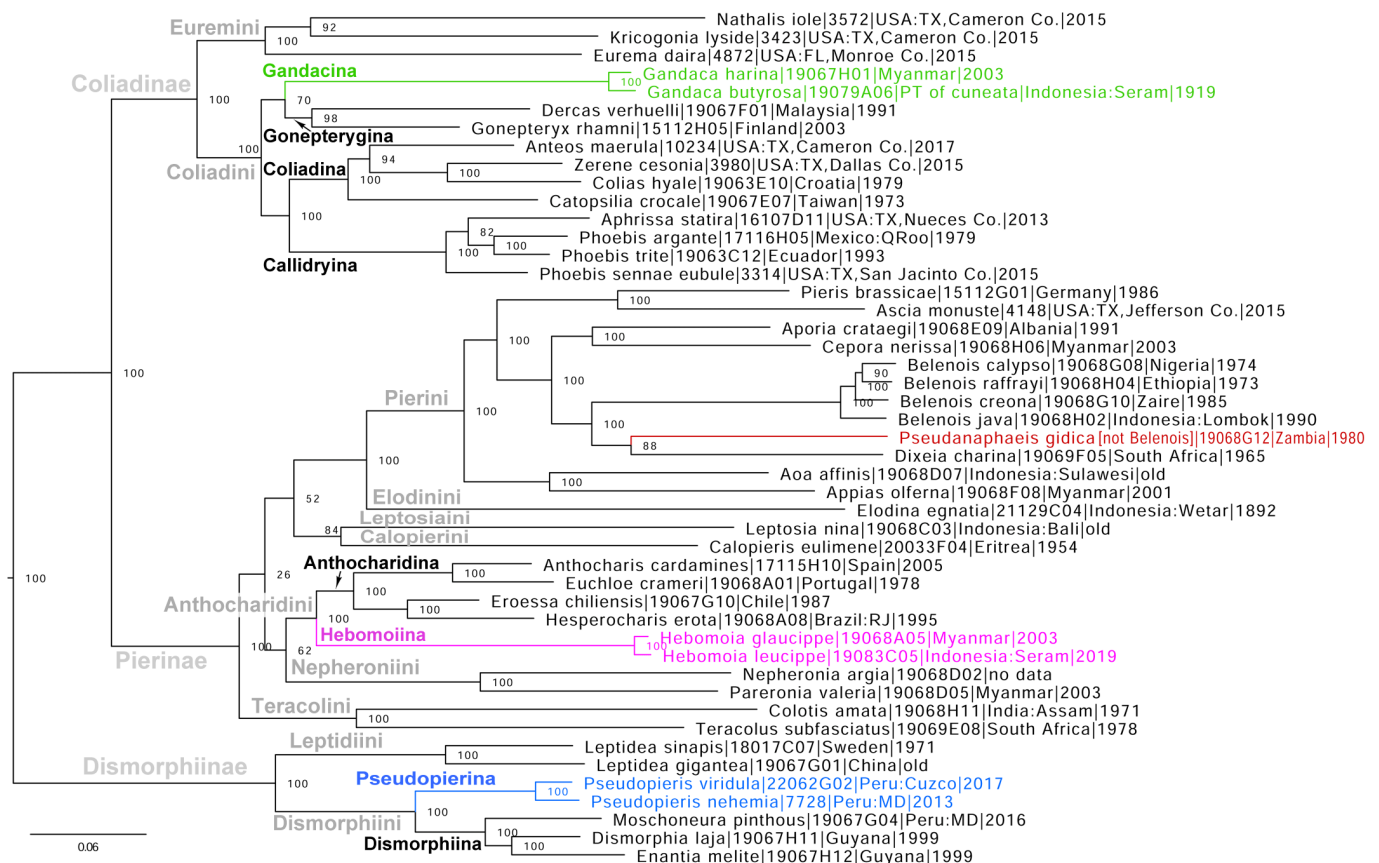 Nathalis iole|3572|USA:TX,Cameron Co.|2015
Euremini
92
Kricogonia lyside|3423|USA:TX,Cameron Co.|2015
100
Eurema daira|4872|USA:FL,Monroe Co.|2015
Gandacina
Gandaca harina|19067H01|Myanmar|2003
Coliadinae
100
Gandaca butyrosa|19079A06|PT of cuneata|Indonesia:Seram|1919
100
70
Dercas verhuelli|19067F01|Malaysia|1991
98
Gonepteryx rhamni|15112H05|Finland|2003
Gonepterygina
100
Anteos maerula|10234|USA:TX,Cameron Co.|2017
94
Coliadini
Coliadina
Zerene cesonia|3980|USA:TX,Dallas Co.|2015
100
100
Colias hyale|19063E10|Croatia|1979
Catopsilia crocale|19067E07|Taiwan|1973
100
Aphrissa statira|16107D11|USA:TX,Nueces Co.|2013
82
Phoebis argante|17116H05|Mexico:QRoo|1979
100
100
Phoebis trite|19063C12|Ecuador|1993
Callidryina
Phoebis sennae eubule|3314|USA:TX,San Jacinto Co.|2015
Pieris brassicae|15112G01|Germany|1986
100
Ascia monuste|4148|USA:TX,Jefferson Co.|2015
Aporia crataegi|19068E09|Albania|1991
100
100
Cepora nerissa|19068H06|Myanmar|2003
Belenois calypso|19068G08|Nigeria|1974
100
90
100
Belenois raffrayi|19068H04|Ethiopia|1973
100
Belenois creona|19068G10|Zaire|1985
Pierini
100
Belenois java|19068H02|Indonesia:Lombok|1990
100
Pseudanaphaeis gidica[not Belenois]|19068G12|Zambia|1980
88
Dixeia charina|19069F05|South Africa|1965
100
Aoa affinis|19068D07|Indonesia:Sulawesi|old
100
Appias olferna|19068F08|Myanmar|2001
52
Elodinini
Elodina egnatia|21129C04|Indonesia:Wetar|1892
Leptosiaini
Leptosia nina|19068C03|Indonesia:Bali|old
84
Calopierini
Calopieris eulimene|20033F04|Eritrea|1954
Anthocharidina
Anthocharis cardamines|17115H10|Spain|2005
100
26
100
Euchloe crameri|19068A01|Portugal|1978
100
Anthocharidini
Eroessa chiliensis|19067G10|Chile|1987
100
100
Hesperocharis erota|19068A08|Brazil:RJ|1995
Hebomoiina
Hebomoia glaucippe|19068A05|Myanmar|2003
100
100
62
Pierinae
Hebomoia leucippe|19083C05|Indonesia:Seram|2019
Nepheroniini
Nepheronia argia|19068D02|no data
100
Pareronia valeria|19068D05|Myanmar|2003
Teracolini
Colotis amata|19068H11|India:Assam|1971
100
Teracolus subfasciatus|19069E08|South Africa|1978
Leptidiini
Leptidea sinapis|18017C07|Sweden|1971
100
Dismorphiinae
Leptidea gigantea|19067G01|China|old
100
Pseudopierina
Pseudopieris viridula|22062G02|Peru:Cuzco|2017
100
Pseudopieris nehemia|7728|Peru:MD|2013
100
Dismorphiini
Moschoneura pinthous|19067G04|Peru:MD|2016
100
Dismorphiina
Dismorphia laja|19067H11|Guyana|1999
100
Enantia melite|19067H12|Guyana|1999
0.06